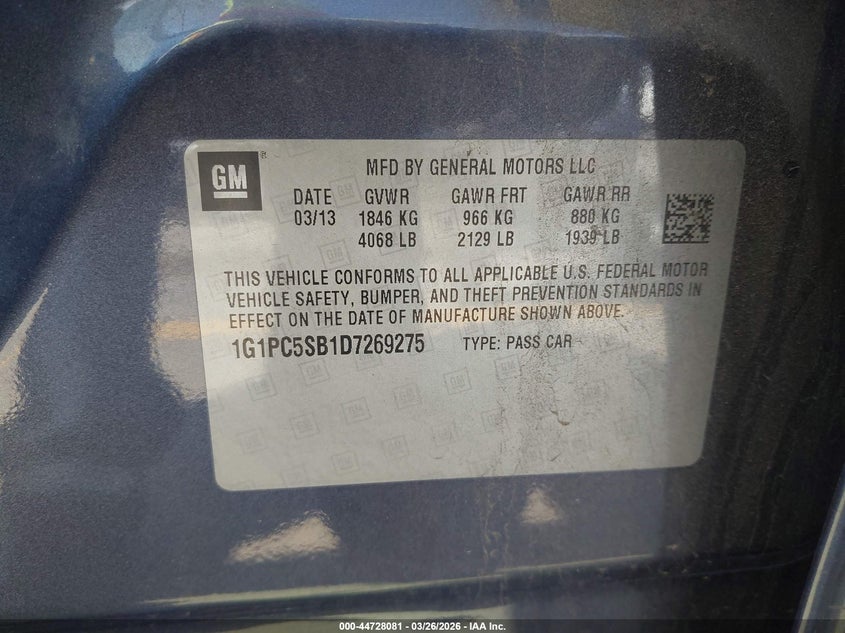 GM
MFD BY GENERAL MOTORS LLC
DATE GVWR GAWR FRT GAWR RR
03/13 1846 KG 966 KG 880 KG
4068 LB 2129 LB 1939 LB
THIS VEHICLE CONFORMS TO ALL APPLICABLE U.S. FEDERAL MOTOR
VEHICLE SAFETY, BUMPER, AND THEFT PREVENTION STANDARDS IN
EFFECT ON THE DATE OF MANUFACTURE SHOWN ABOVE.
1G1PC5SB1D7269275 TYPE: PASS CAR
000-44728081 - 03/26/2026 - IAA Inc.